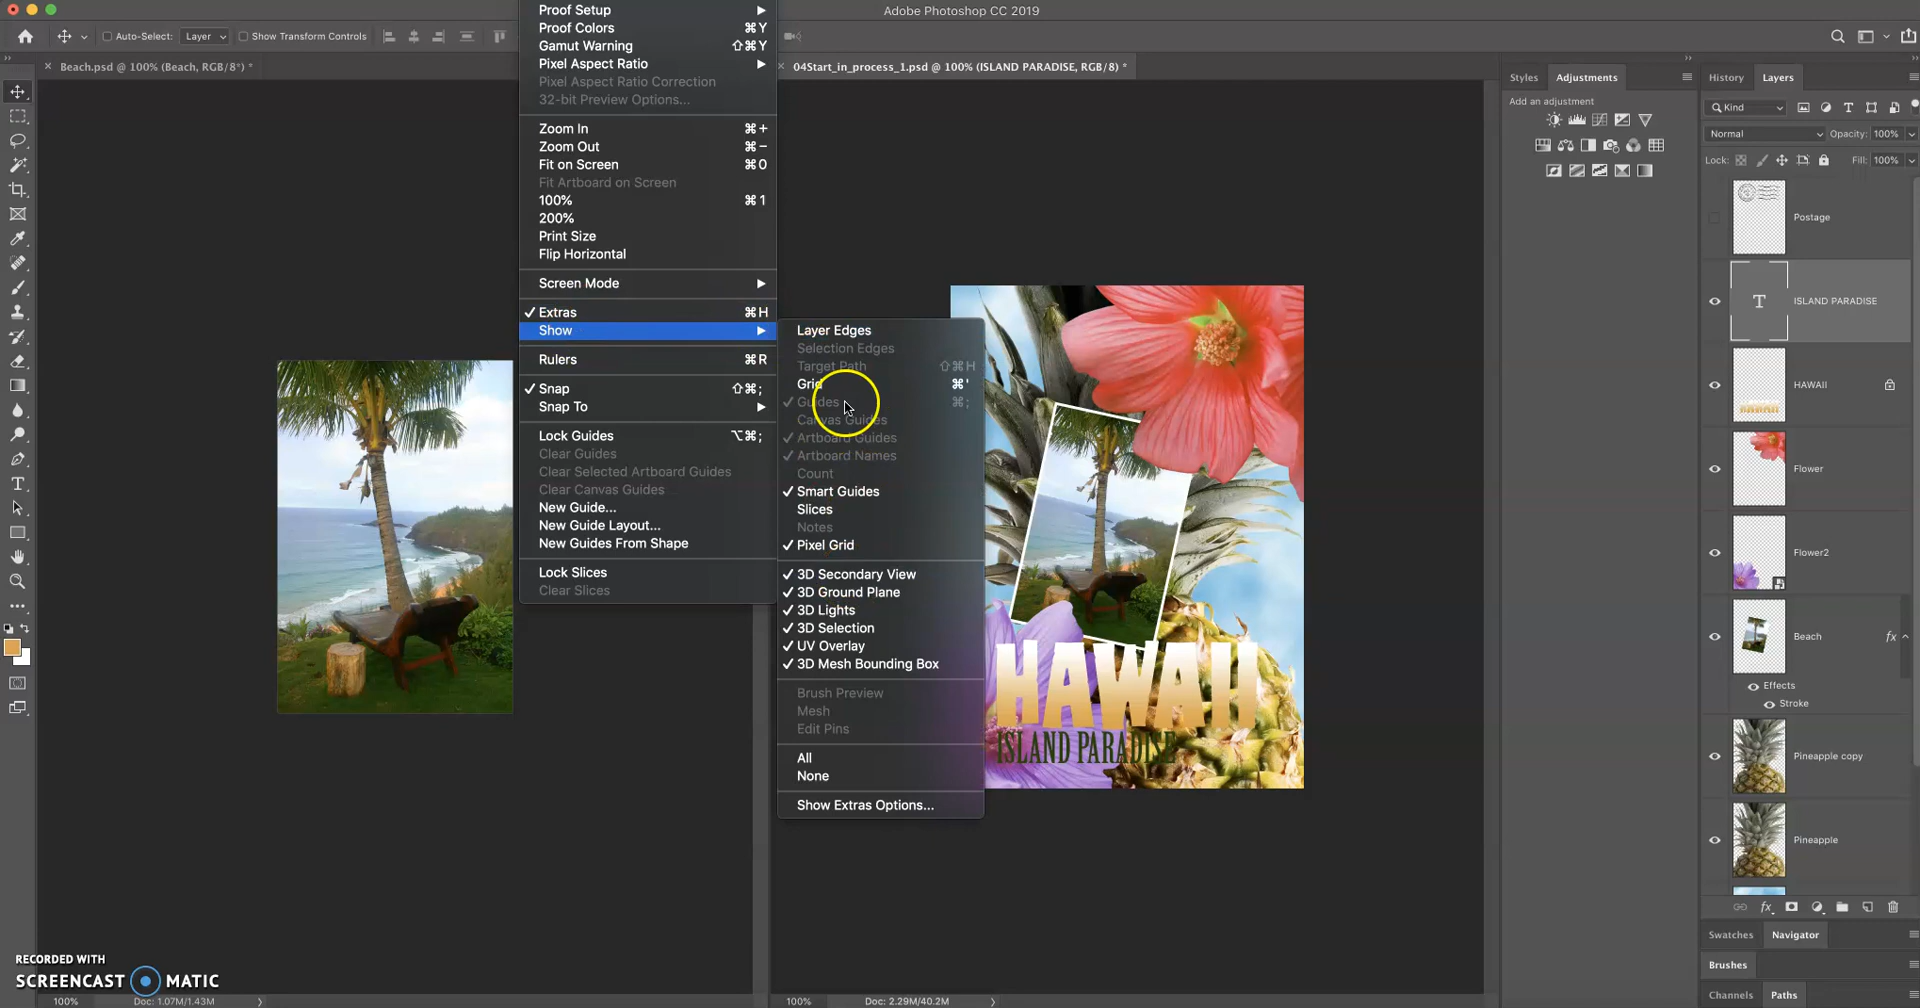 Adobe Photoshop CC 2019
Auto-Select: Layer
Show Transform Controls
Beach.psd @ 100% (Beach, RGB/8*) *
04Start_in_process_1.psd @ 100% (ISLAND PARADISE, RGB/8) *
Proof Setup
Proof Colors ⌘Y
Gamut Warning ⇧⌘Y
Pixel Aspect Ratio
Pixel Aspect Ratio Correction
32-bit Preview Options...
Zoom In ⌘+
Zoom Out ⌘−
Fit on Screen ⌘0
Fit Artboard on Screen
100% ⌘1
200%
Print Size
Flip Horizontal
Screen Mode
Extras ⌘H
Show
Rulers ⌘R
Snap ⇧⌘;
Snap To
Lock Guides ⌥⌘;
Clear Guides
Clear Selected Artboard Guides
Clear Canvas Guides
New Guide...
New Guide Layout...
New Guides From Shape
Lock Slices
Clear Slices
Layer Edges
Selection Edges
Target Path ⇧⌘H
Grid ⌘'
Guides ⌘;
Canvas Guides
Artboard Guides
Artboard Names
Count
Smart Guides
Slices
Notes
Pixel Grid
3D Secondary View
3D Ground Plane
3D Lights
3D Selection
UV Overlay
3D Mesh Bounding Box
Brush Preview
Mesh
Edit Pins
All
None
Show Extras Options...
HAWAII
ISLAND PARADISE
Styles Adjustments
Add an adjustment
History Layers
Kind
Normal Opacity: 100%
Lock: Fill: 100%
Postage
T ISLAND PARADISE
HAWAII
Flower
Flower2
Beach fx
Effects
Stroke
Pineapple copy
Pineapple
fx
Swatches Navigator
Brushes
Channels Paths
RECORDED WITH
SCREENCAST MATIC
100% Doc: 1.07M/1.43M
100% Doc: 2.29M/40.2M